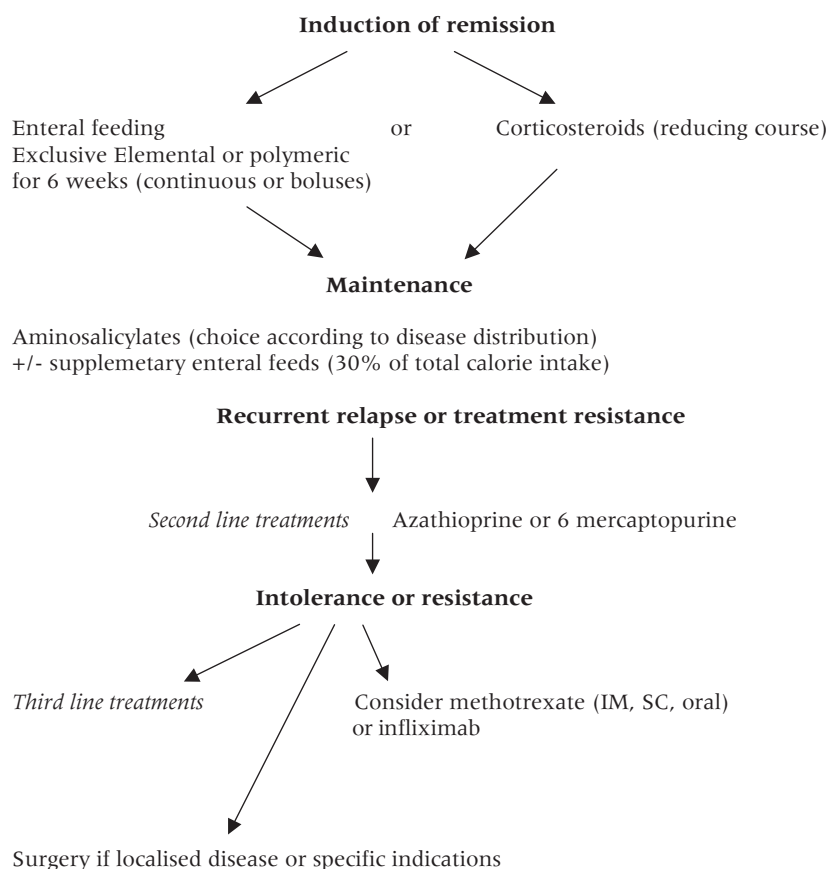 Induction of remission
Enteral feeding or Corticosteroids (reducing course)
Exclusive Elemental or polymeric
for 6 weeks (continuous or boluses)
Maintenance
Aminosalicylates (choice according to disease distribution)
+/- supplemetary enteral feeds (30% of total calorie intake)
Recurrent relapse or treatment resistance
Second line treatments Azathioprine or 6 mercaptopurine
Intolerance or resistance
Third line treatments Consider methotrexate (IM, SC, oral)
or infliximab
Surgery if localised disease or specific indications